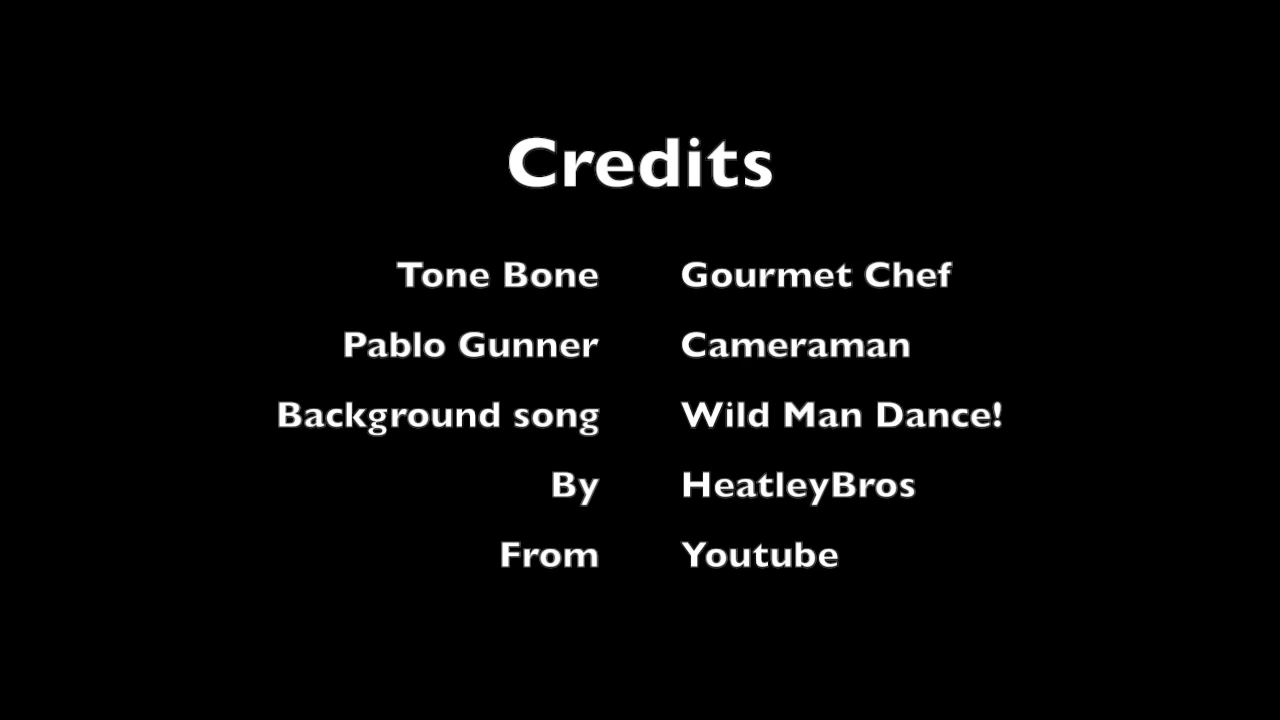 Credits
Tone Bone Gourmet Chef
Pablo Gunner Cameraman
Background song Wild Man Dance!
By HeatleyBros
From Youtube